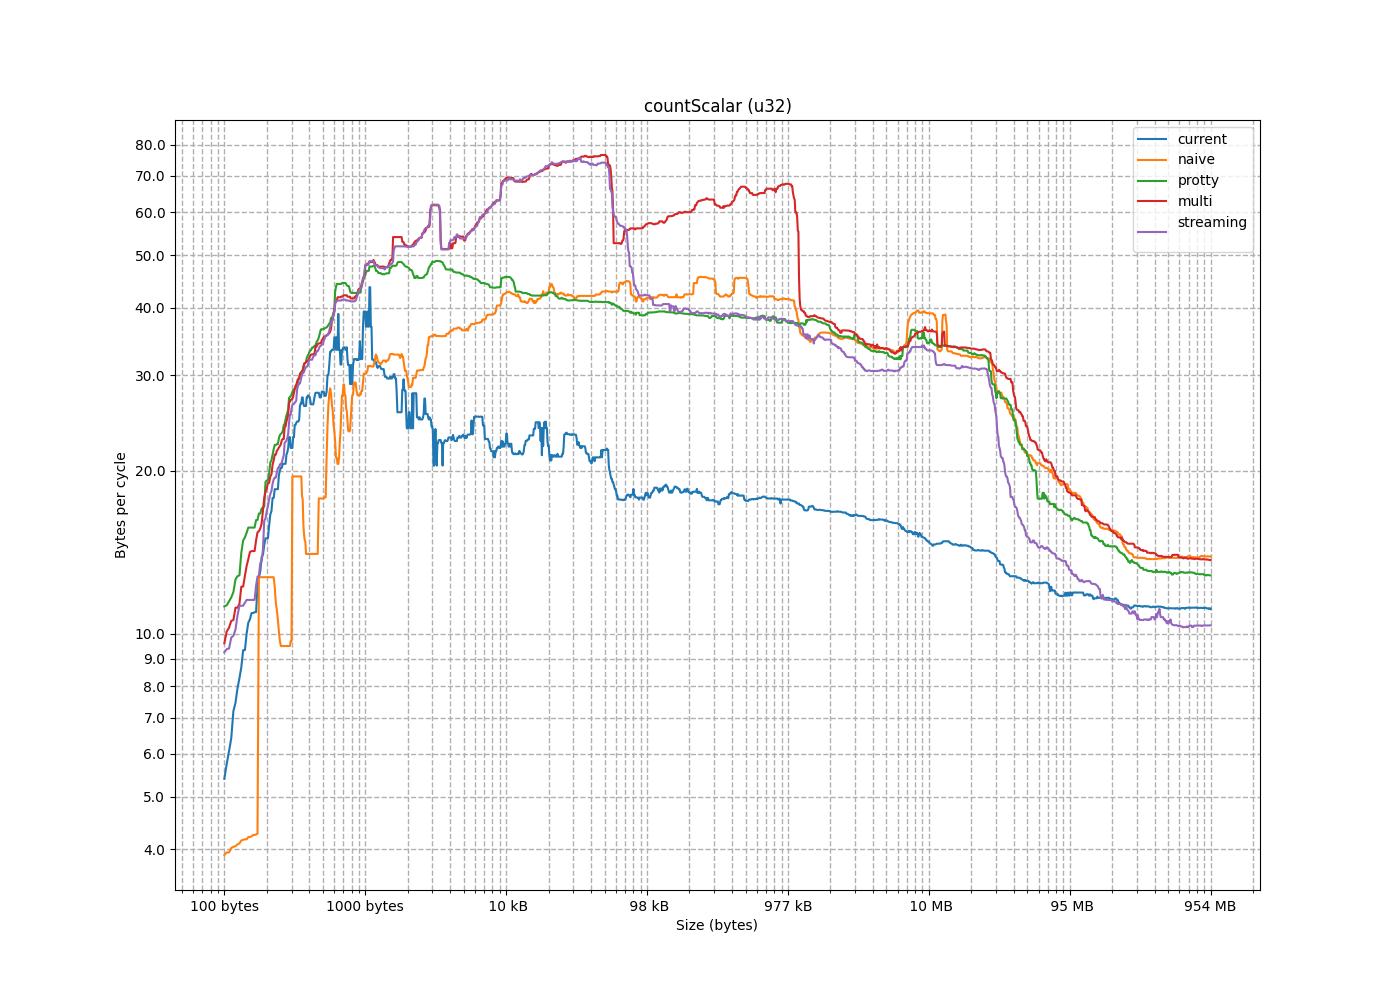 countScalar (u32)
current
naive
protty
multi
streaming
80.0
70.0
60.0
50.0
40.0
30.0
20.0
10.0
9.0
8.0
7.0
6.0
5.0
4.0
Bytes per cycle
100 bytes 1000 bytes 10 kB 98 kB 977 kB 10 MB 95 MB 954 MB
Size (bytes)